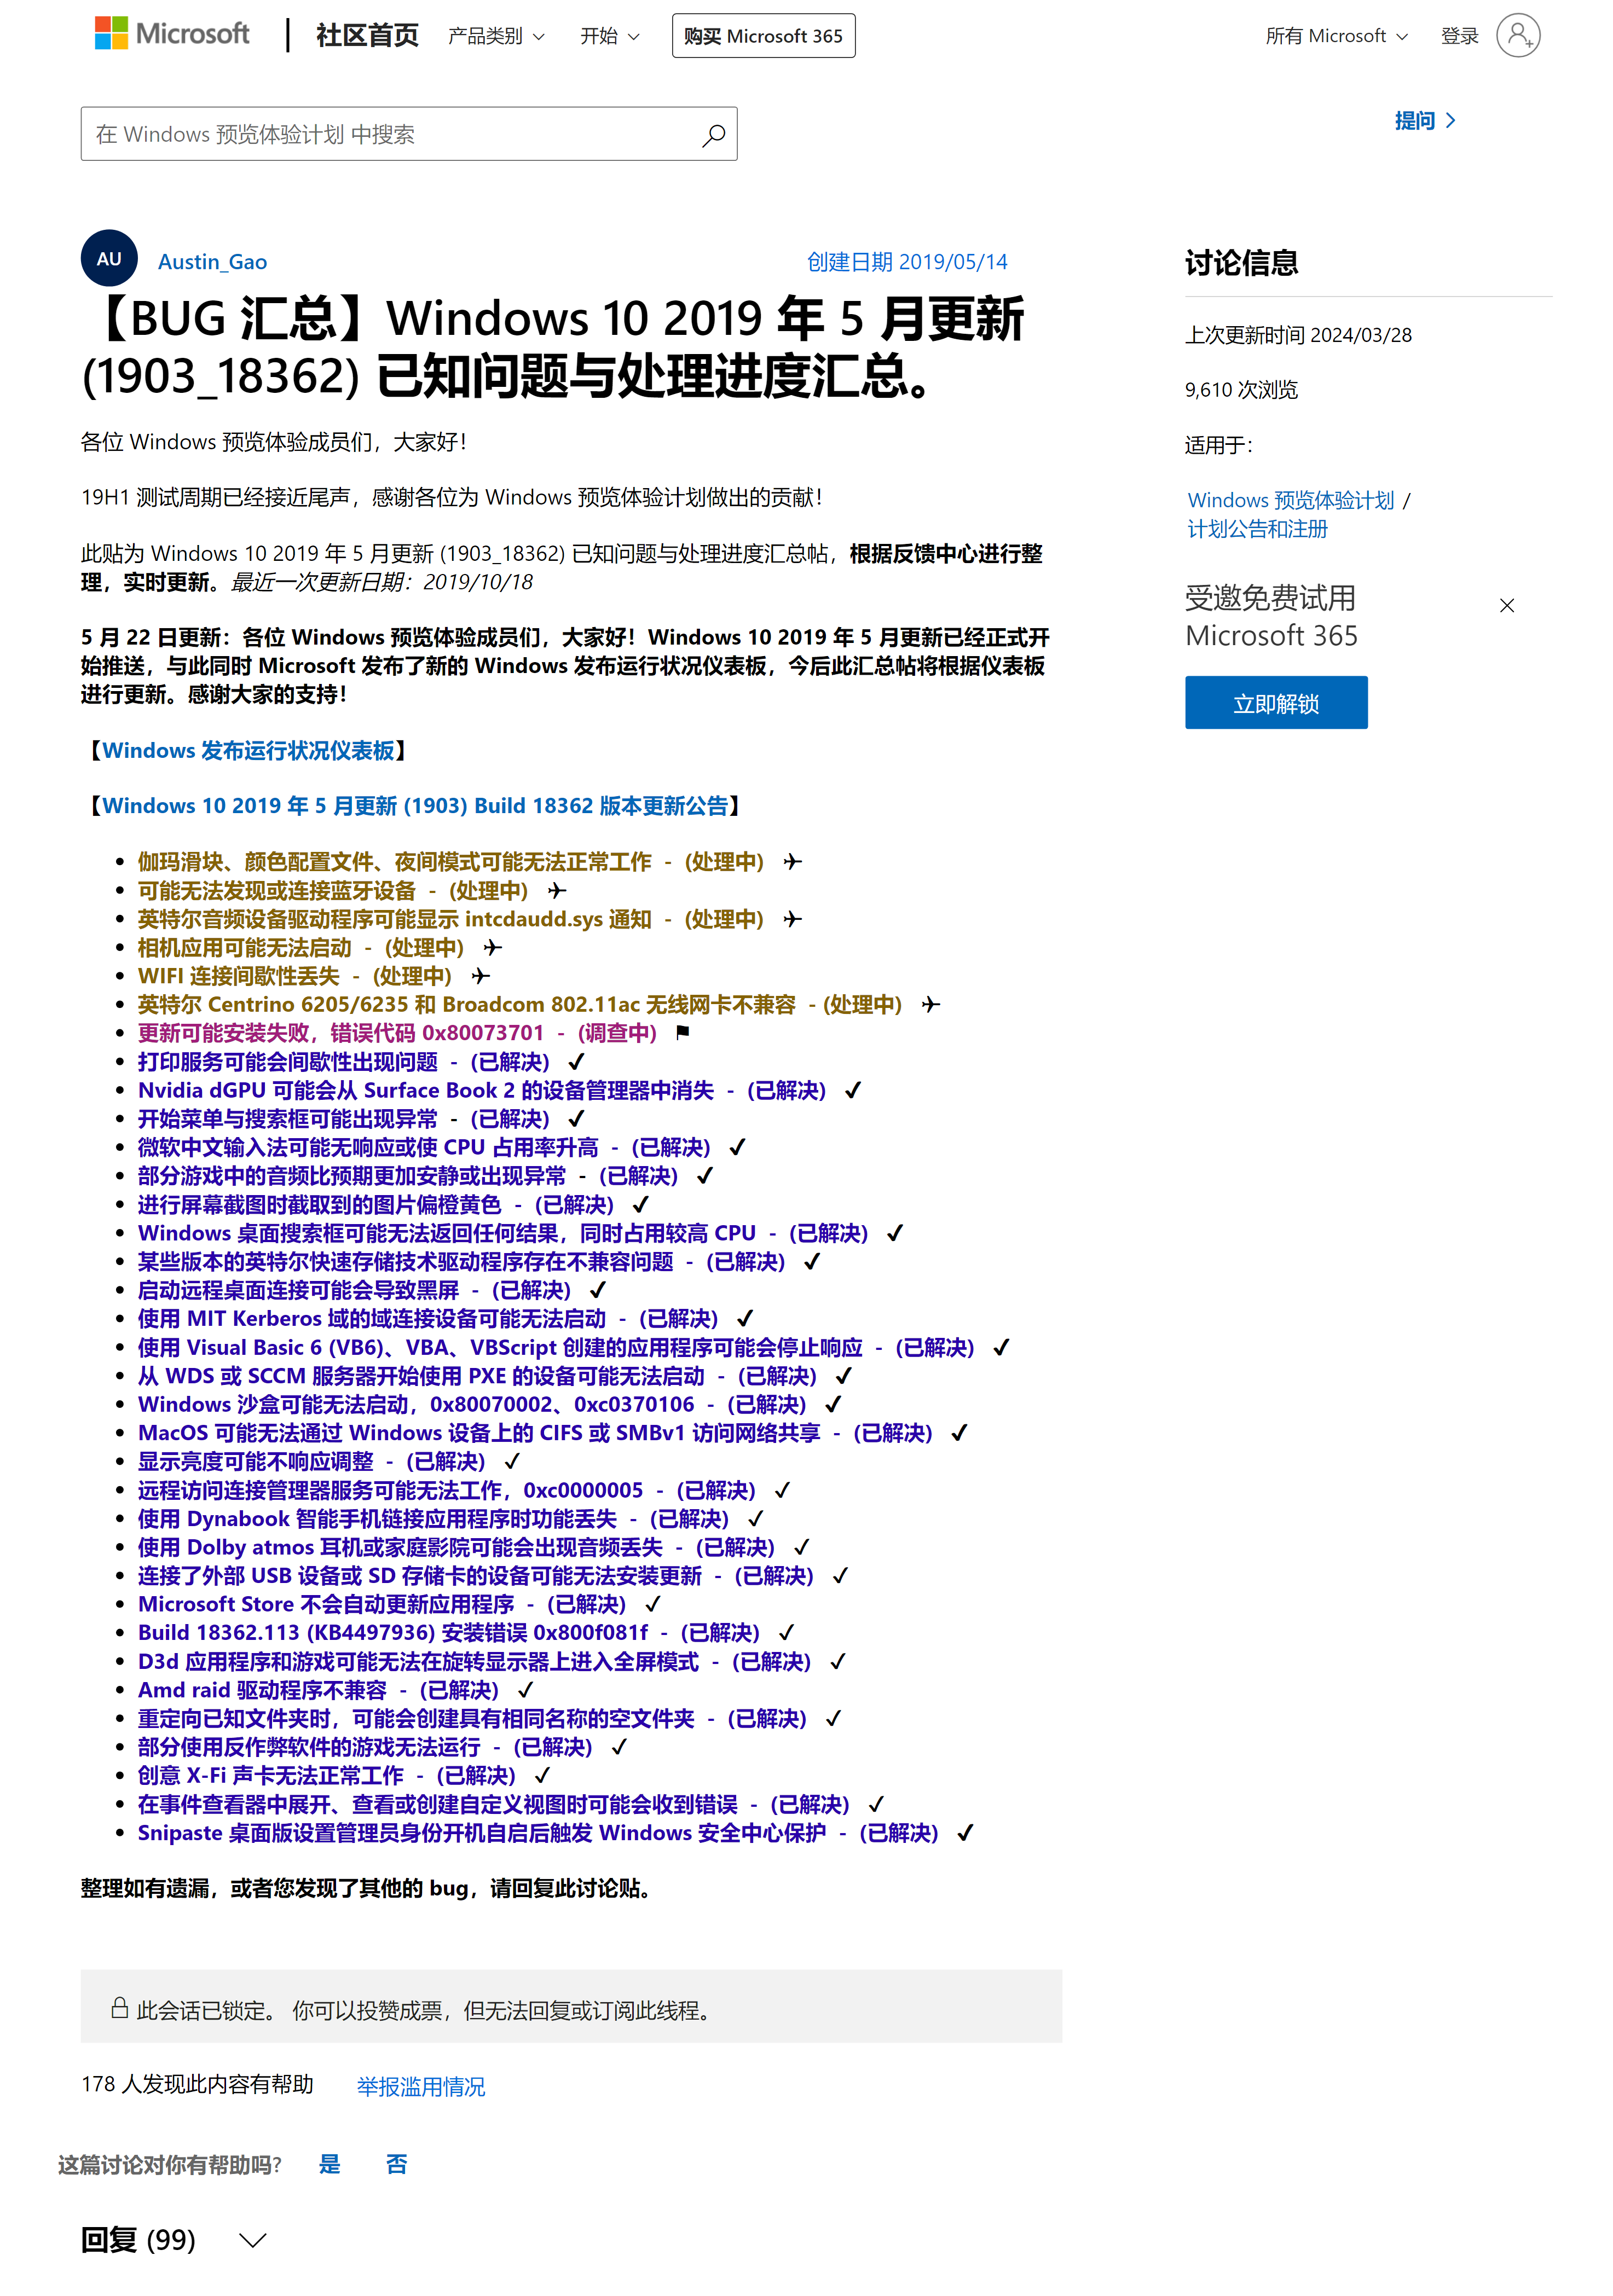 Microsoft 社区首页 产品类别 开始 购买 Microsoft 365 所有 Microsoft 登录
在 Windows 预览体验计划 中搜索
提问
AU Austin_Gao 创建日期 2019/05/14
【BUG 汇总】Windows 10 2019 年 5 月更新
(1903_18362) 已知问题与处理进度汇总。
各位 Windows 预览体验成员们，大家好！
19H1 测试周期已经接近尾声，感谢各位为 Windows 预览体验计划做出的贡献！
此贴为 Windows 10 2019 年 5 月更新 (1903_18362) 已知问题与处理进度汇总帖，根据反馈中心进行整
理，实时更新。最近一次更新日期：2019/10/18
5 月 22 日更新：各位 Windows 预览体验成员们，大家好！Windows 10 2019 年 5 月更新已经正式开
始推送，与此同时 Microsoft 发布了新的 Windows 发布运行状况仪表板，今后此汇总帖将根据仪表板
进行更新。感谢大家的支持！
【Windows 发布运行状况仪表板】
【Windows 10 2019 年 5 月更新 (1903) Build 18362 版本更新公告】
• 伽玛滑块、颜色配置文件、夜间模式可能无法正常工作 - (处理中) ✈
• 可能无法发现或连接蓝牙设备 - (处理中) ✈
• 英特尔音频设备驱动程序可能显示 intcdaudd.sys 通知 - (处理中) ✈
• 相机应用可能无法启动 - (处理中) ✈
• WIFI 连接间歇性丢失 - (处理中) ✈
• 英特尔 Centrino 6205/6235 和 Broadcom 802.11ac 无线网卡不兼容 - (处理中) ✈
• 更新可能安装失败，错误代码 0x80073701 - (调查中) ⚑
• 打印服务可能会间歇性出现问题 - (已解决) ✔
• Nvidia dGPU 可能会从 Surface Book 2 的设备管理器中消失 - (已解决) ✔
• 开始菜单与搜索框可能出现异常 - (已解决) ✔
• 微软中文输入法可能无响应或使 CPU 占用率升高 - (已解决) ✔
• 部分游戏中的音频比预期更加安静或出现异常 - (已解决) ✔
• 进行屏幕截图时截取到的图片偏橙黄色 - (已解决) ✔
• Windows 桌面搜索框可能无法返回任何结果，同时占用较高 CPU - (已解决) ✔
• 某些版本的英特尔快速存储技术驱动程序存在不兼容问题 - (已解决) ✔
• 启动远程桌面连接可能会导致黑屏 - (已解决) ✔
• 使用 MIT Kerberos 域的域连接设备可能无法启动 - (已解决) ✔
• 使用 Visual Basic 6 (VB6)、VBA、VBScript 创建的应用程序可能会停止响应 - (已解决) ✔
• 从 WDS 或 SCCM 服务器开始使用 PXE 的设备可能无法启动 - (已解决) ✔
• Windows 沙盒可能无法启动，0x80070002、0xc0370106 - (已解决) ✔
• MacOS 可能无法通过 Windows 设备上的 CIFS 或 SMBv1 访问网络共享 - (已解决) ✔
• 显示亮度可能不响应调整 - (已解决) ✓
• 远程访问连接管理器服务可能无法工作，0xc0000005 - (已解决) ✓
• 使用 Dynabook 智能手机链接应用程序时功能丢失 - (已解决) ✓
• 使用 Dolby atmos 耳机或家庭影院可能会出现音频丢失 - (已解决) ✓
• 连接了外部 USB 设备或 SD 存储卡的设备可能无法安装更新 - (已解决) ✓
• Microsoft Store 不会自动更新应用程序 - (已解决) ✓
• Build 18362.113 (KB4497936) 安装错误 0x800f081f - (已解决) ✓
• D3d 应用程序和游戏可能无法在旋转显示器上进入全屏模式 - (已解决) ✓
• Amd raid 驱动程序不兼容 - (已解决) ✓
• 重定向已知文件夹时，可能会创建具有相同名称的空文件夹 - (已解决) ✓
• 部分使用反作弊软件的游戏无法运行 - (已解决) ✓
• 创意 X-Fi 声卡无法正常工作 - (已解决) ✓
• 在事件查看器中展开、查看或创建自定义视图时可能会收到错误 - (已解决) ✓
• Snipaste 桌面版设置管理员身份开机自启后触发 Windows 安全中心保护 - (已解决) ✔
整理如有遗漏，或者您发现了其他的 bug，请回复此讨论贴。
此会话已锁定。 你可以投赞成票，但无法回复或订阅此线程。
178 人发现此内容有帮助 举报滥用情况
这篇讨论对你有帮助吗? 是 否
回复 (99)
讨论信息
上次更新时间 2024/03/28
9,610 次浏览
适用于:
Windows 预览体验计划 /
计划公告和注册
受邀免费试用
Microsoft 365
立即解锁